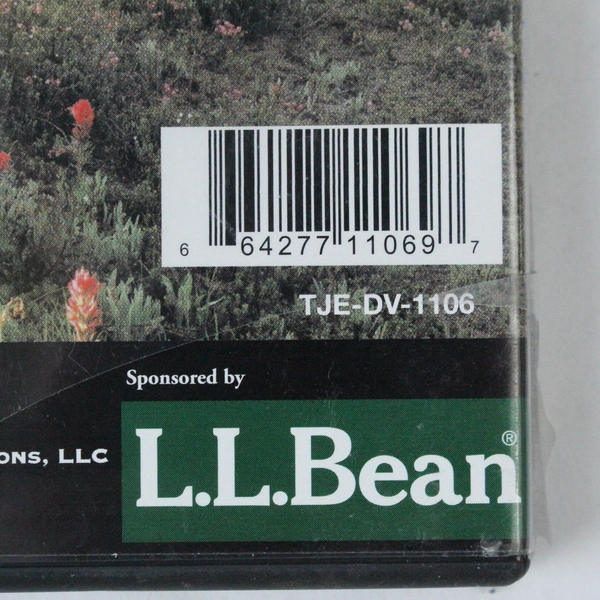 6 64277 11069 7
TJE-DV-1106
Sponsored by
ONS, LLC
L.L.Bean®